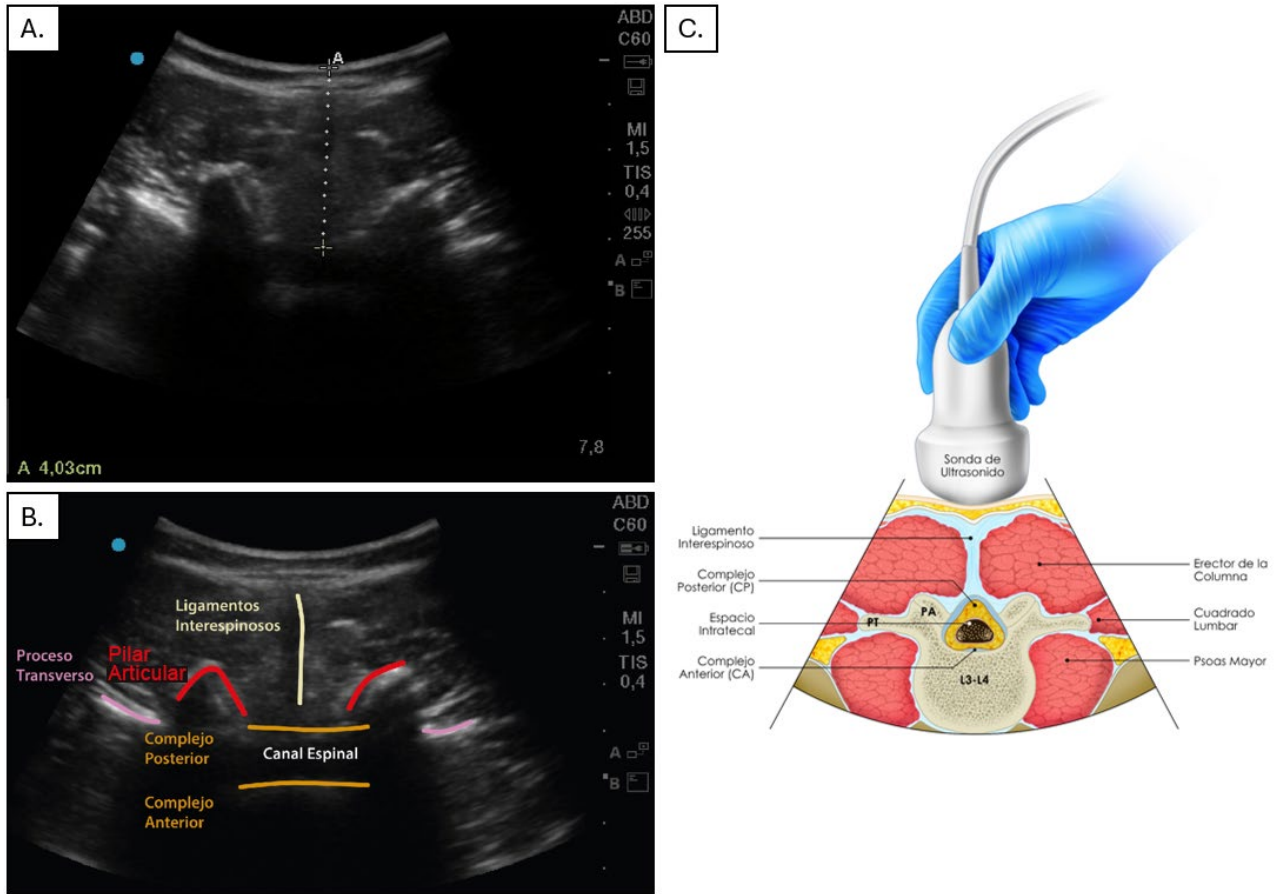 A.
A
ABD
C60
MI
1,5
TIS
0,4
255
A
B
7,8
A 4,03cm
B.
ABD
C60
Ligamentos
Interespinosos
MI
1,5
TIS
0,4
Proceso
Transverso
Pilar
Articular
Complejo
Posterior
Canal Espinal
A
B
Complejo
Anterior
C.
Sonda de
Ultrasonido
Ligamento
Interespinoso
Complejo
Posterior (CP)
Espacio
Intratecal
Complejo
Anterior (CA)
PT
PA
L3-L4
Erector de la
Columna
Cuadrado
Lumbar
Psoas Mayor